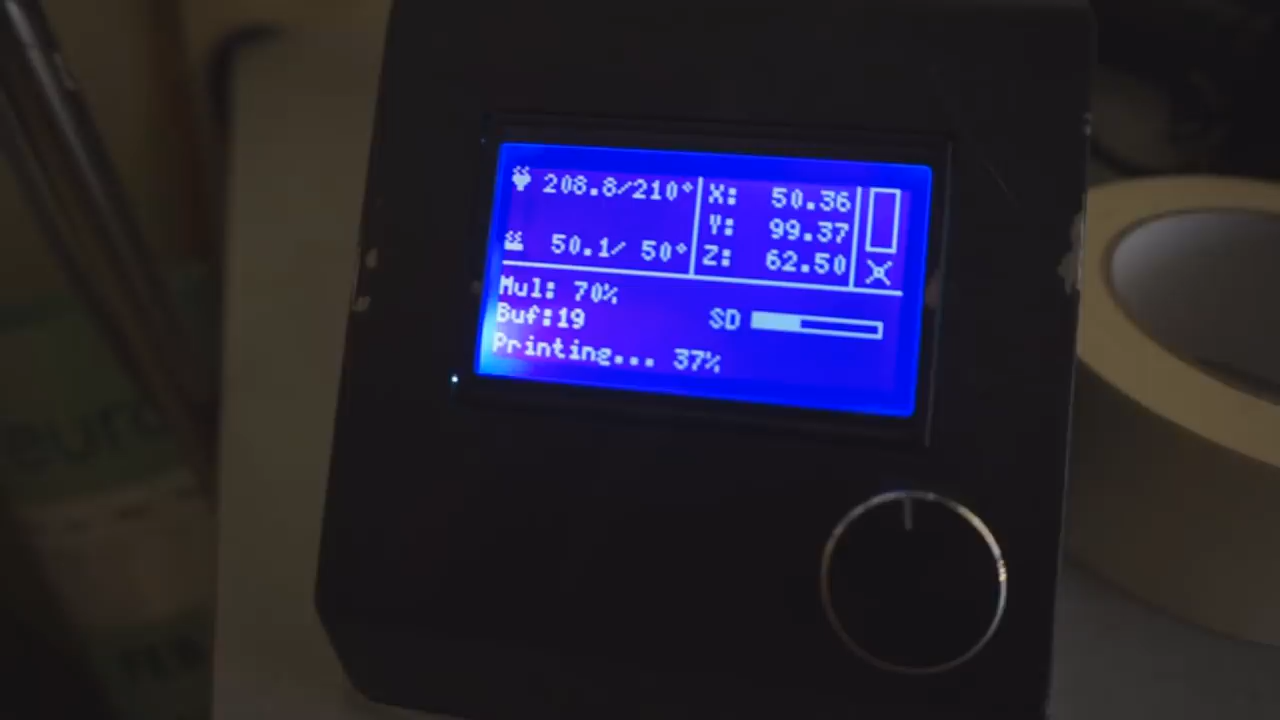 208.8/210°
50.1/ 50°
X: 50.36
Y: 99.37
Z: 62.50
Mul: 70%
Buf:19
SD
Printing... 37%